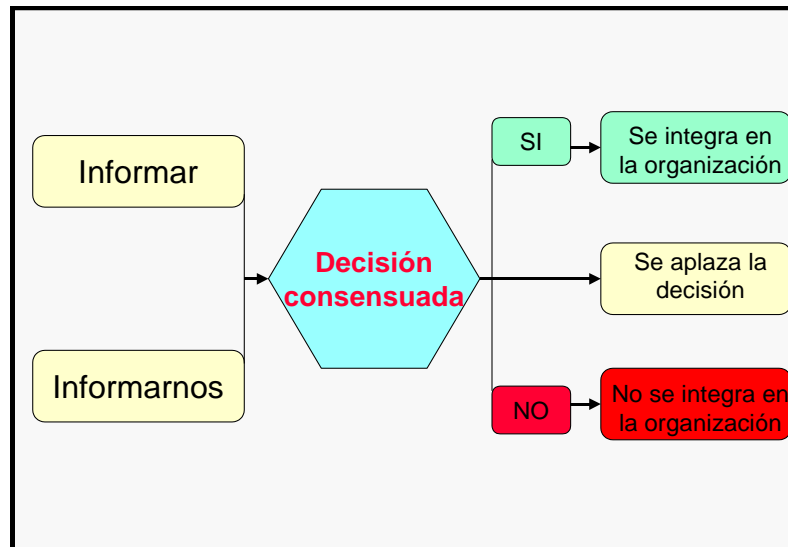 Informar
Informarnos
Decisión
consensuada
SI
Se integra en
la organización
Se aplaza la
decisión
NO
No se integra en
la organización